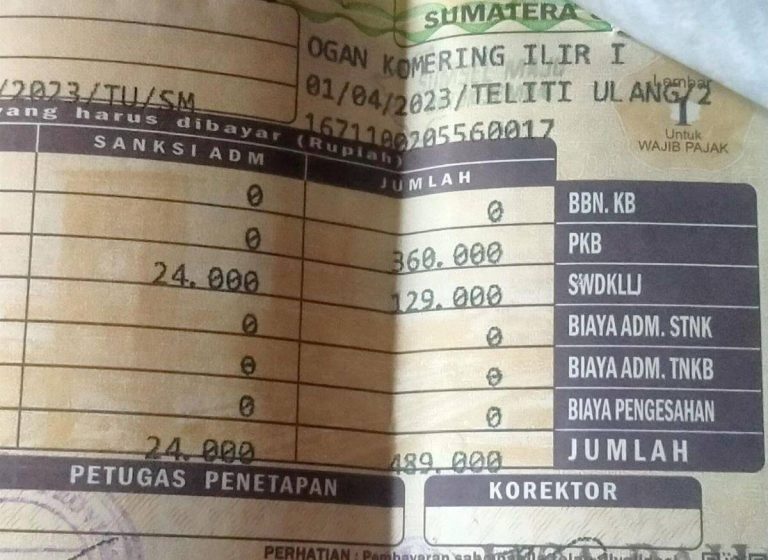 SUMATERA
OGAN KOMERING ILIR I
/2023/TU/SM 01/04/2023/TELITI ULANG/2
Lembar
1
Untuk
WAJIB PAJAK
1671100205560017
yang harus dibayar (Rupiah)
SANKSI ADM JUMLAH
0 0 BBN. KB
0 360.000 PKB
24.000 129.000 SWDKLLJ
0 0 BIAYA ADM. STNK
0 0 BIAYA ADM. TNKB
0 0 BIAYA PENGESAHAN
24.000 489.000 JUMLAH
PETUGAS PENETAPAN KOREKTOR
PERHATIAN :